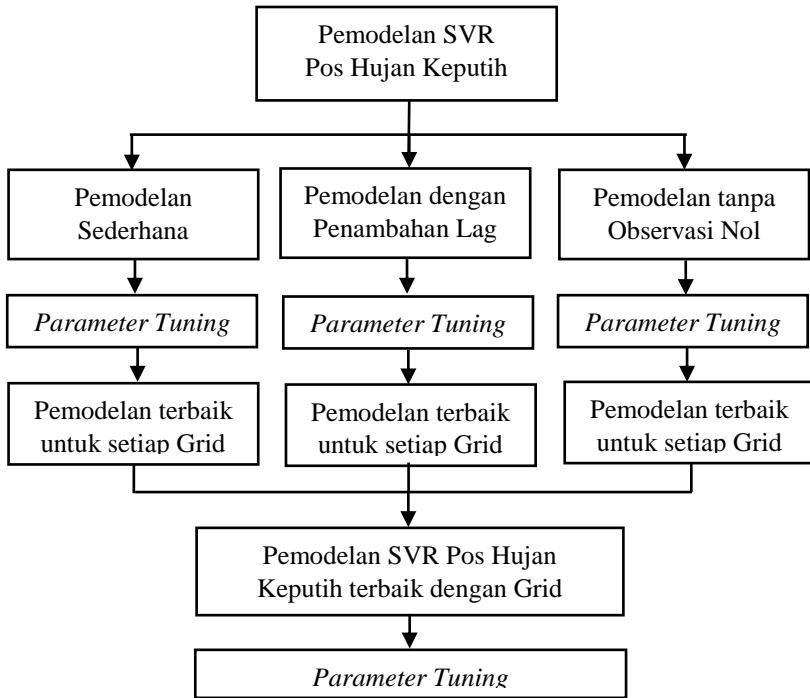 Pemodelan SVR
Pos Hujan Keputih
Pemodelan
Sederhana
Pemodelan dengan
Penambahan Lag
Pemodelan tanpa
Observasi Nol
Parameter Tuning
Parameter Tuning
Parameter Tuning
Pemodelan terbaik
untuk setiap Grid
Pemodelan terbaik
untuk setiap Grid
Pemodelan terbaik
untuk setiap Grid
Pemodelan SVR Pos Hujan
Keputih terbaik dengan Grid
Parameter Tuning